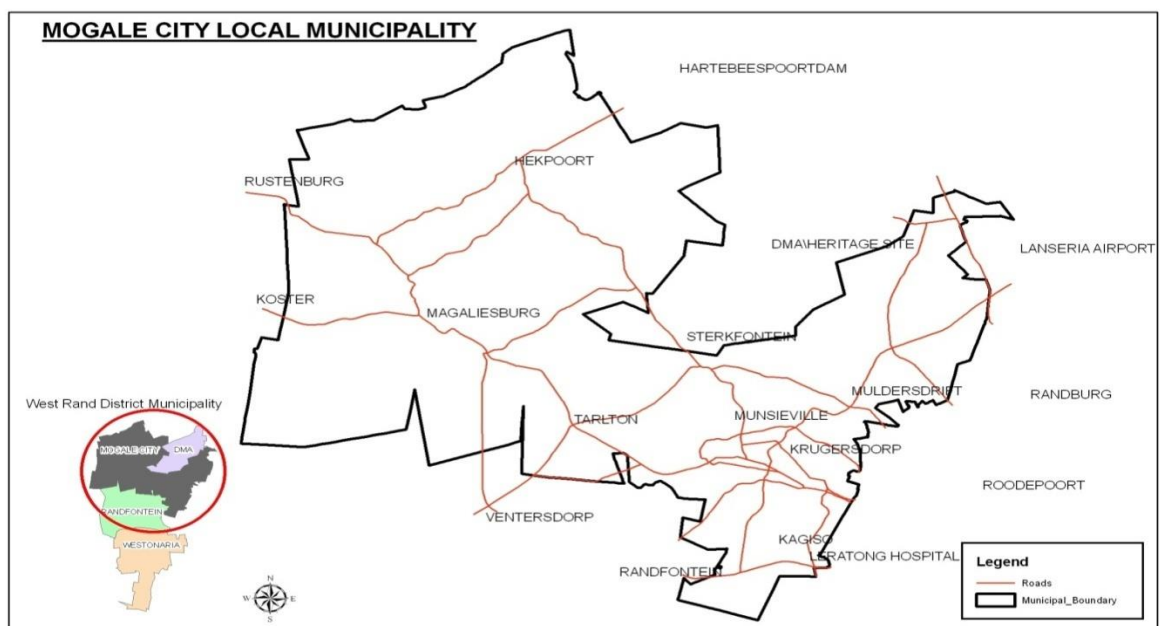 MOGALE CITY LOCAL MUNICIPALITY
HARTEBEESPOORTDAM
HEKPOORT
RUSTENBURG
DMA\HERITAGE SITE
LANSERIA AIRPORT
KOSTER
MAGALIESBURG
STERKFONTEIN
MULDERSDRIFT
RANDBURG
TARLTON
MUNSIEVILLE
KRUGERSDORP
ROODEPOORT
VENTERSDORP
KAGISO
LERATONG HOSPITAL
RANDFONTEIN
West Rand District Municipality
MOGALE CITY
DMA
RANDFONTEIN
WESTONARIA
N
W
E
S
Legend
Roads
Municipal_Boundary